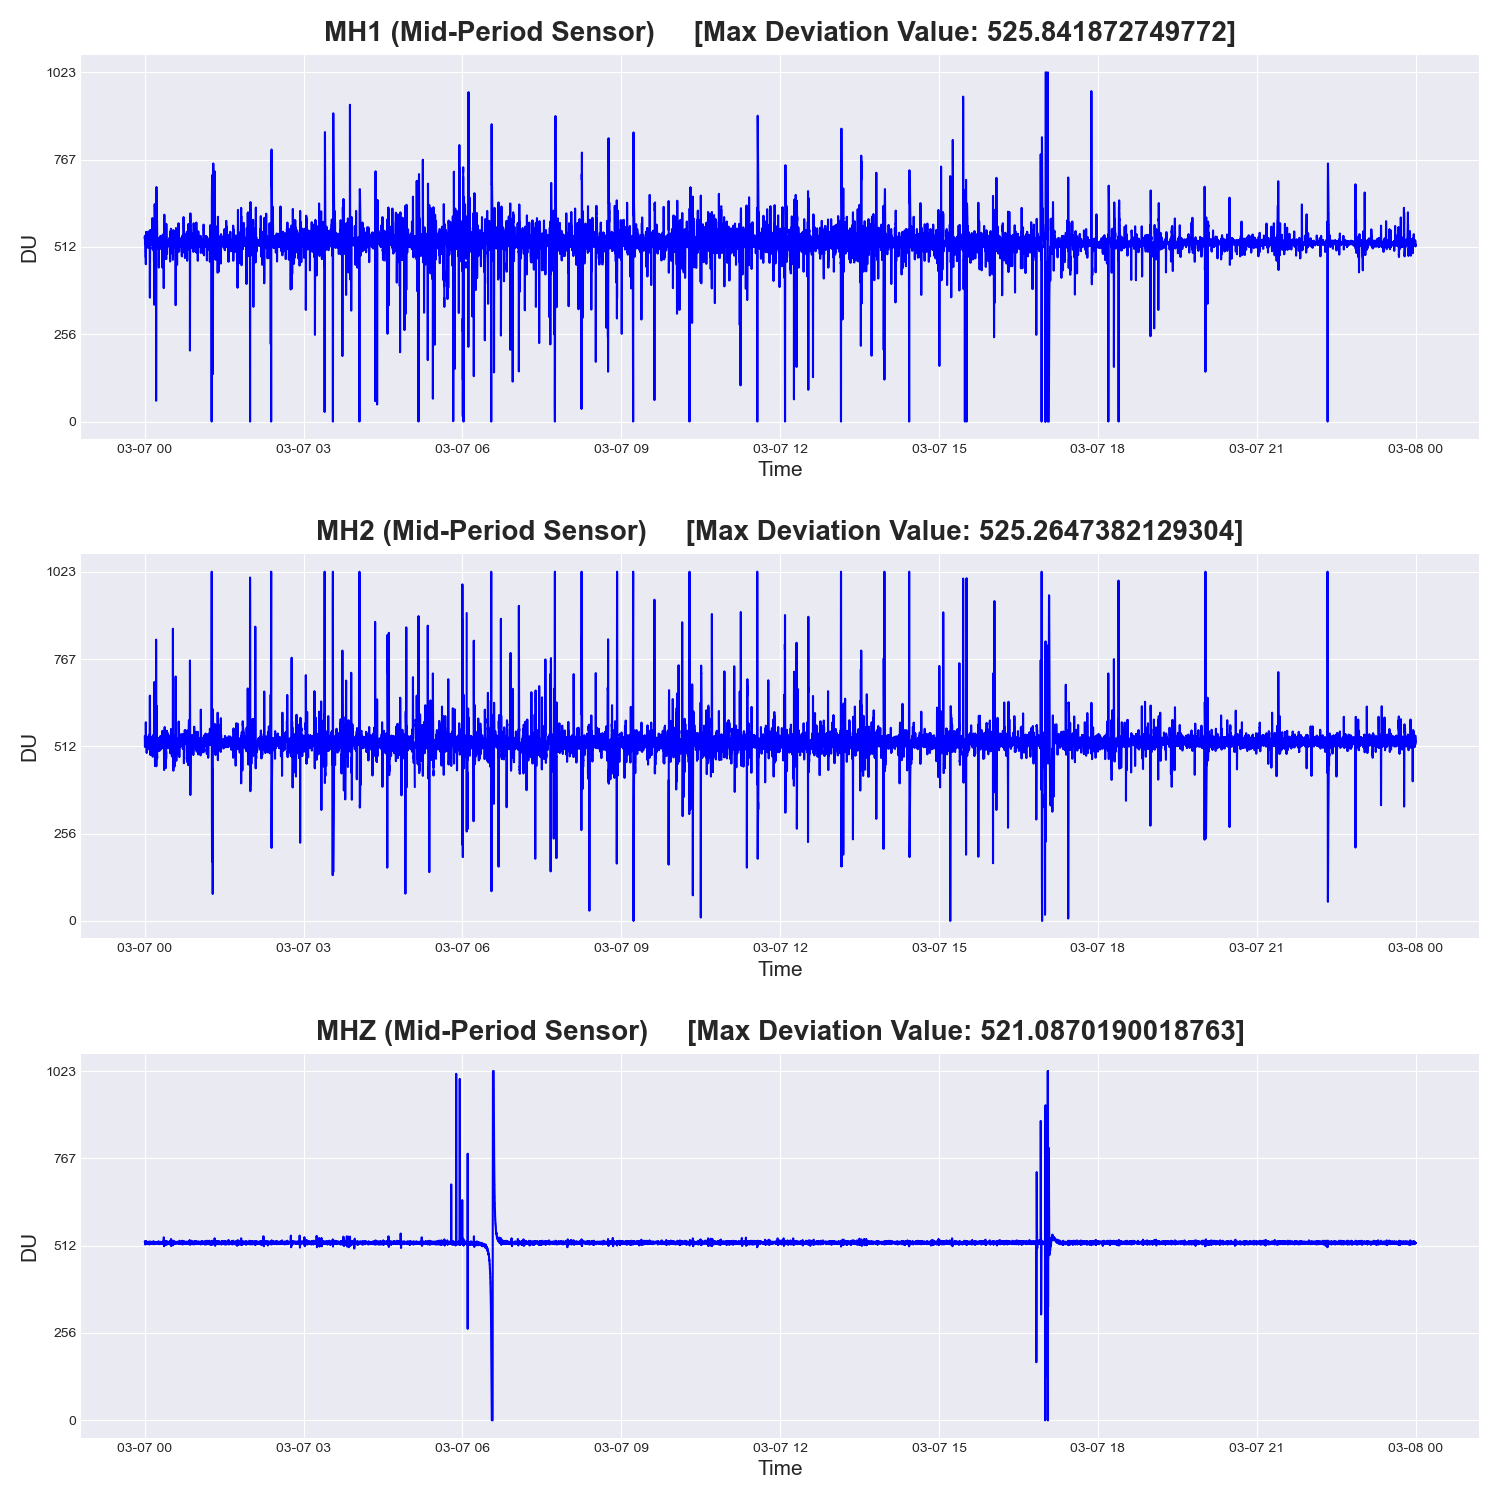 MH1 (Mid-Period Sensor) [Max Deviation Value: 525.841872749772]
1023
767
512
256
0
DU
03-07 00 03-07 03 03-07 06 03-07 09 03-07 12 03-07 15 03-07 18 03-07 21 03-08 00
Time
MH2 (Mid-Period Sensor) [Max Deviation Value: 525.2647382129304]
1023
767
512
256
0
DU
03-07 00 03-07 03 03-07 06 03-07 09 03-07 12 03-07 15 03-07 18 03-07 21 03-08 00
Time
MHZ (Mid-Period Sensor) [Max Deviation Value: 521.0870190018763]
1023
767
512
256
0
DU
03-07 00 03-07 03 03-07 06 03-07 09 03-07 12 03-07 15 03-07 18 03-07 21 03-08 00
Time